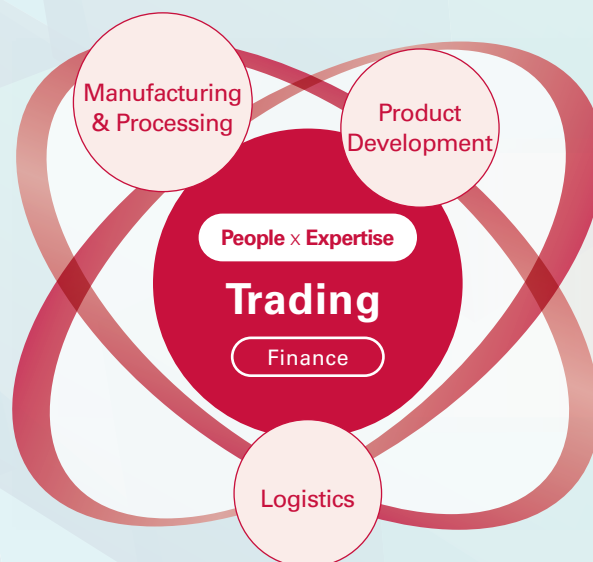 Manufacturing
& Processing
Product
Development
People x Expertise
Trading
Finance
Logistics